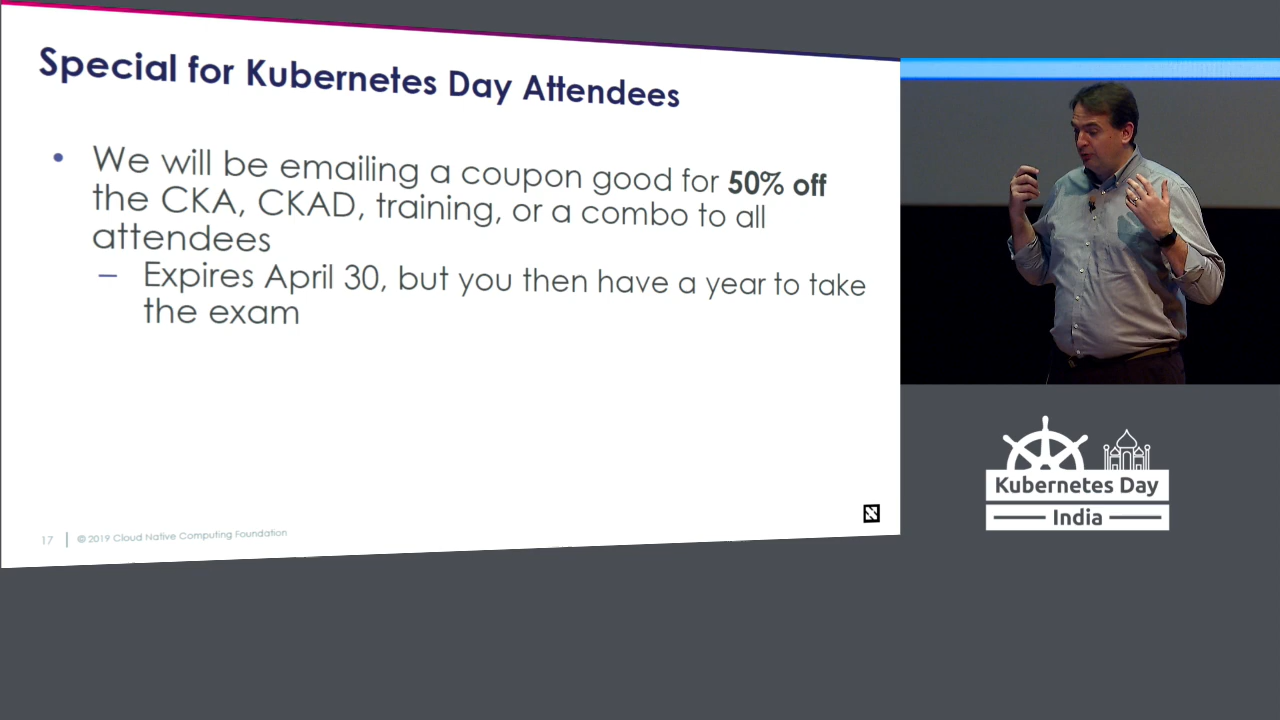 Special for Kubernetes Day Attendees
• We will be emailing a coupon good for 50% off
the CKA, CKAD, training, or a combo to all
attendees
– Expires April 30, but you then have a year to take
the exam
17 | © 2019 Cloud Native Computing Foundation
Kubernetes Day
India